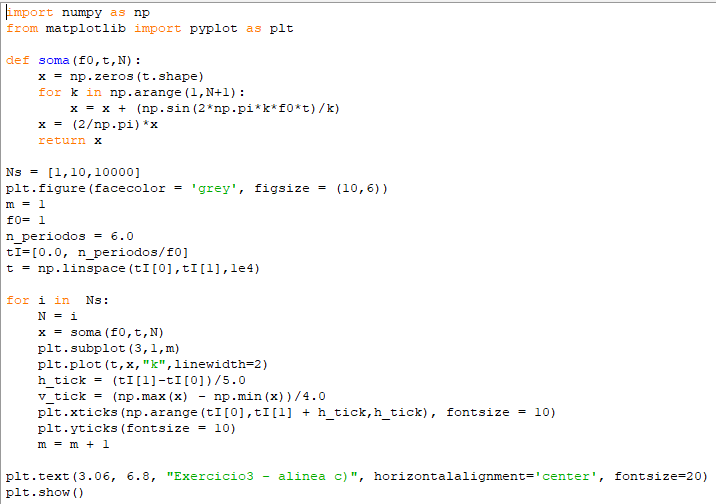 import numpy as np
from matplotlib import pyplot as plt

def soma(f0,t,N):
    x = np.zeros(t.shape)
    for k in np.arange(1,N+1):
        x = x + (np.sin(2*np.pi*k*f0*t)/k)
    x = (2/np.pi)*x
    return x

Ns = [1,10,10000]
plt.figure(facecolor = 'grey', figsize = (10,6))
m = 1
f0= 1
n_periodos = 6.0
tI=[0.0, n_periodos/f0]
t = np.linspace(tI[0],tI[1],1e4)

for i in  Ns:
    N = i
    x = soma(f0,t,N)
    plt.subplot(3,1,m)
    plt.plot(t,x,"k",linewidth=2)
    h_tick = (tI[1]-tI[0])/5.0
    v_tick = (np.max(x) - np.min(x))/4.0
    plt.xticks(np.arange(tI[0],tI[1] + h_tick,h_tick), fontsize = 10)
    plt.yticks(fontsize = 10)
    m = m + 1

plt.text(3.06, 6.8, "Exercicio3 - alinea c)", horizontalalignment='center', fontsize=20)
plt.show()